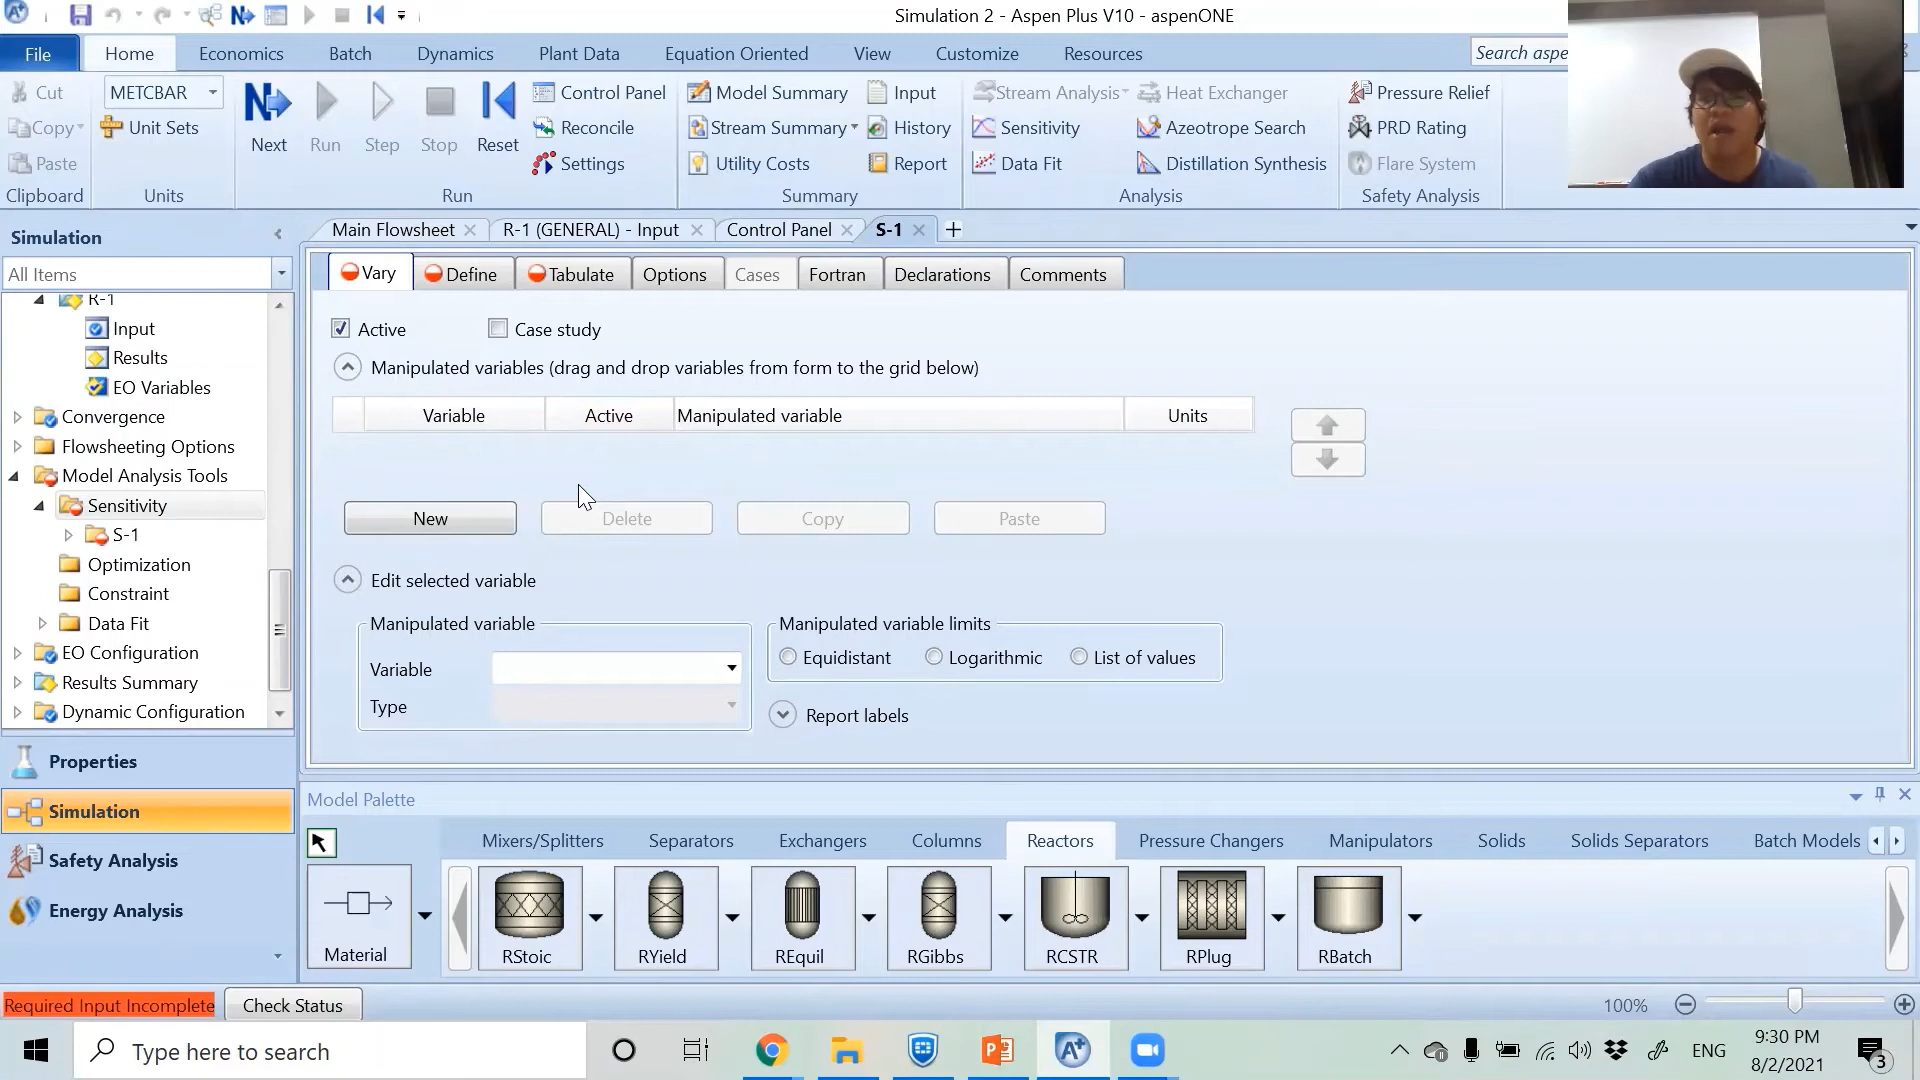 Simulation 2 - Aspen Plus V10 - aspenONE
File Home Economics Batch Dynamics Plant Data Equation Oriented View Customize Resources Search aspe
Cut METCBAR Control Panel Model Summary Input Stream Analysis Heat Exchanger Pressure Relief
Copy Unit Sets Next Run Step Stop Reset Reconcile Stream Summary History Sensitivity Azeotrope Search PRD Rating
Paste Settings Utility Costs Report Data Fit Distillation Synthesis Flare System
Clipboard Units Run Summary Analysis Safety Analysis
Simulation
Main Flowsheet R-1 (GENERAL) - Input Control Panel S-1
All Items
Vary Define Tabulate Options Cases Fortran Declarations Comments
R-1
Input
Results
EO Variables
Convergence
Flowsheeting Options
Model Analysis Tools
Sensitivity
S-1
Optimization
Constraint
Data Fit
EO Configuration
Results Summary
Dynamic Configuration
Properties
Simulation
Safety Analysis
Energy Analysis
Active Case study
Manipulated variables (drag and drop variables from form to the grid below)
Variable Active Manipulated variable Units
New Delete Copy Paste
Edit selected variable
Manipulated variable
Variable
Type
Manipulated variable limits
Equidistant Logarithmic List of values
Report labels
Model Palette
Mixers/Splitters Separators Exchangers Columns Reactors Pressure Changers Manipulators Solids Solids Separators Batch Models
Material RStoic RYield REquil RGibbs RCSTR RPlug RBatch
Required Input Incomplete Check Status 100%
Type here to search
ENG
9:30 PM
8/2/2021
3